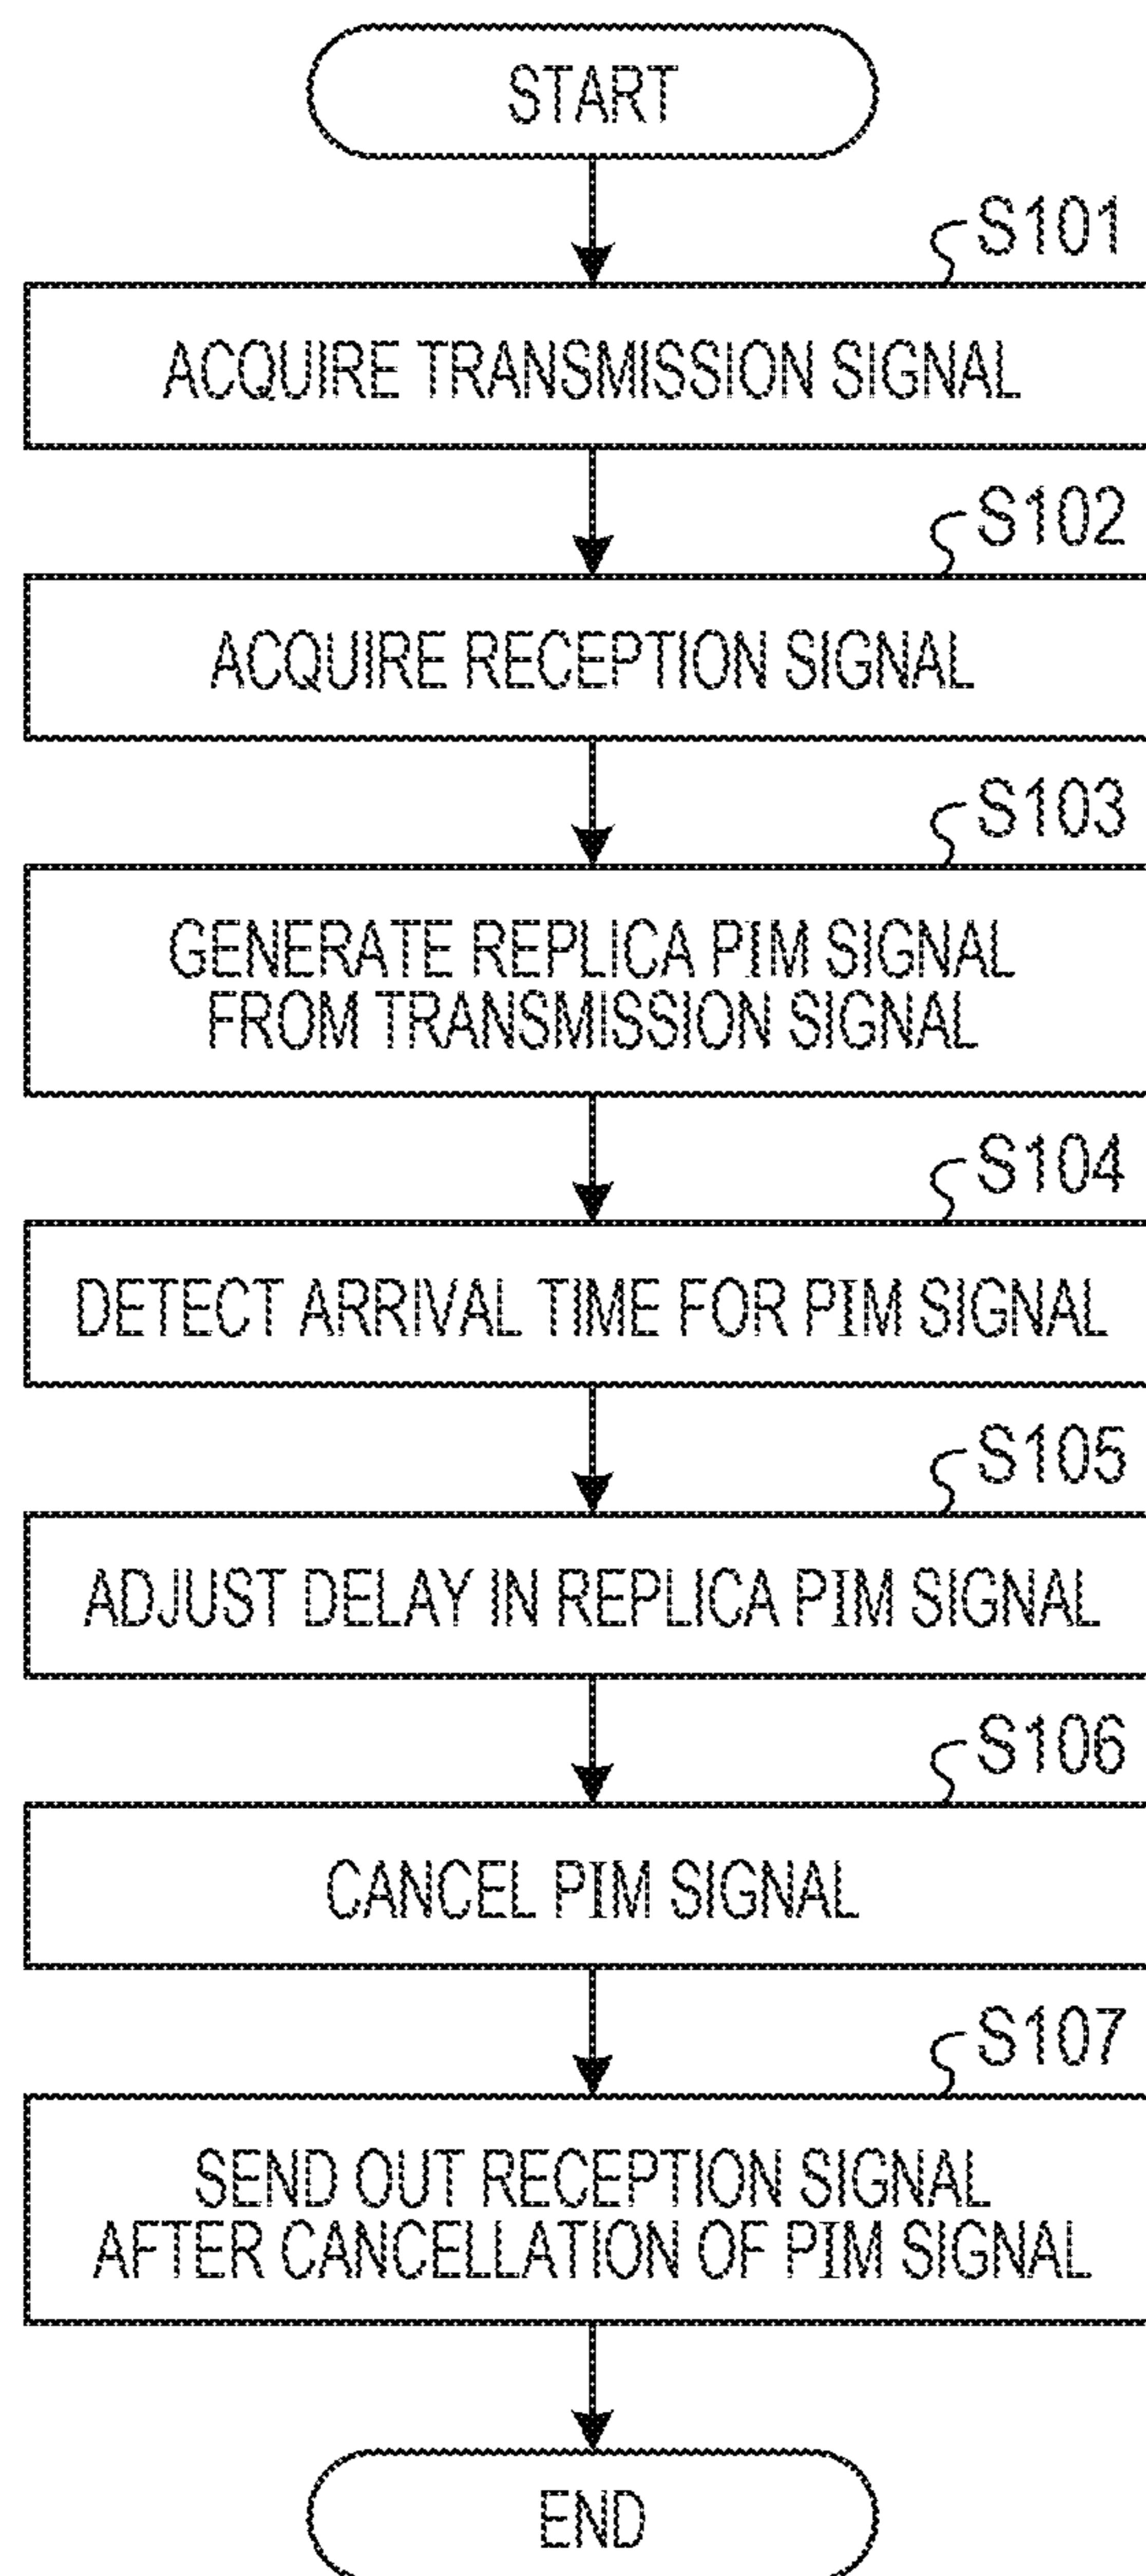 START
S101
ACQUIRE TRANSMISSION SIGNAL
S102
ACQUIRE RECEPTION SIGNAL
S103
GENERATE REPLICA PIM SIGNAL
FROM TRANSMISSION SIGNAL
S104
DETECT ARRIVAL TIME FOR PIM SIGNAL
S105
ADJUST DELAY IN REPLICA PIM SIGNAL
S106
CANCEL PIM SIGNAL
S107
SEND OUT RECEPTION SIGNAL
AFTER CANCELLATION OF PIM SIGNAL
END